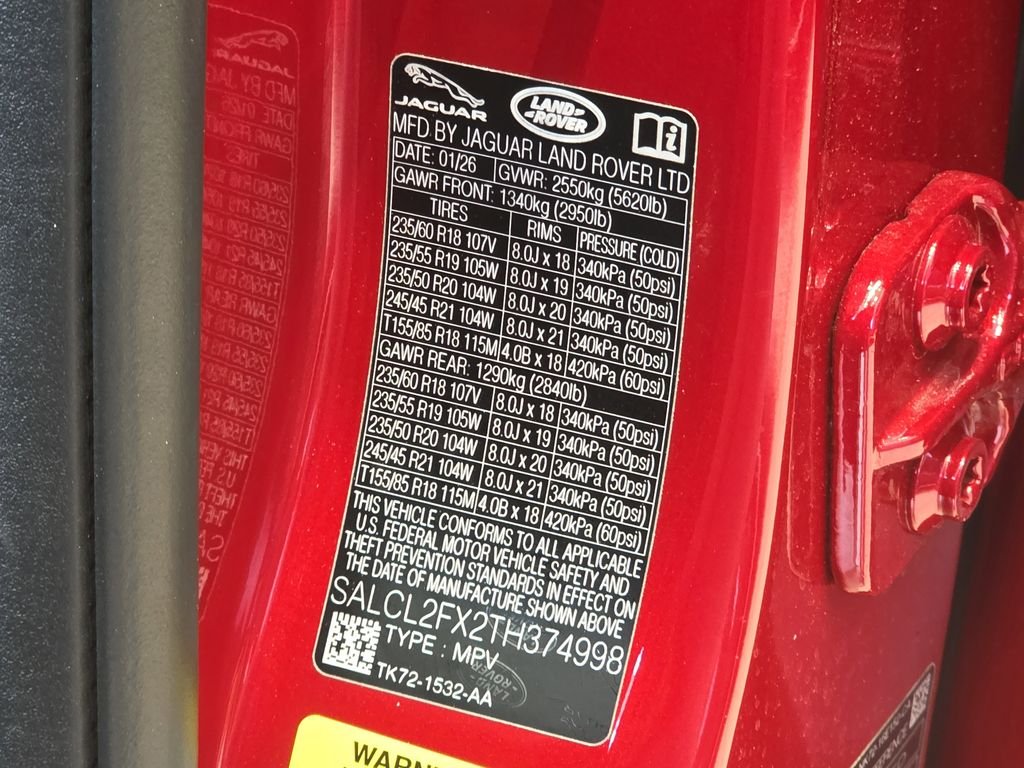 JAGUAR LAND ROVER
MFD.BY JAGUAR LAND ROVER LTD
DATE: 01/26 GVWR: 2550kg (5620lb)
GAWR FRONT: 1340kg (2950lb)
TIRES RIMS PRESSURE (COLD)
235/60 R18 107V 8.0J x 18 340kPa (50psi)
235/55 R19 105W 8.0J x 19 340kPa (50psi)
235/50 R20 104W 8.0J x 20 340kPa (50psi)
245/45 R21 104W 8.0J x 21 340kPa (50psi)
T155/85 R18 115M 4.0B x 18 420kPa (60psi)
GAWR REAR: 1290kg (2840lb)
235/60 R18 107V 8.0J x 18 340kPa (50psi)
235/55 R19 105W 8.0J x 19 340kPa (50psi)
235/50 R20 104W 8.0J x 20 340kPa (50psi)
245/45 R21 104W 8.0J x 21 340kPa (50psi)
T155/85 R18 115M 4.0B x 18 420kPa (60psi)
THIS VEHICLE CONFORMS TO ALL APPLICABLE
U.S. FEDERAL MOTOR VEHICLE SAFETY AND
THEFT PREVENTION STANDARDS IN EFFECT ON
THE DATE OF MANUFACTURE SHOWN ABOVE
SALCL2FX2TH374998
TYPE : MPV
TK72-1532-AA